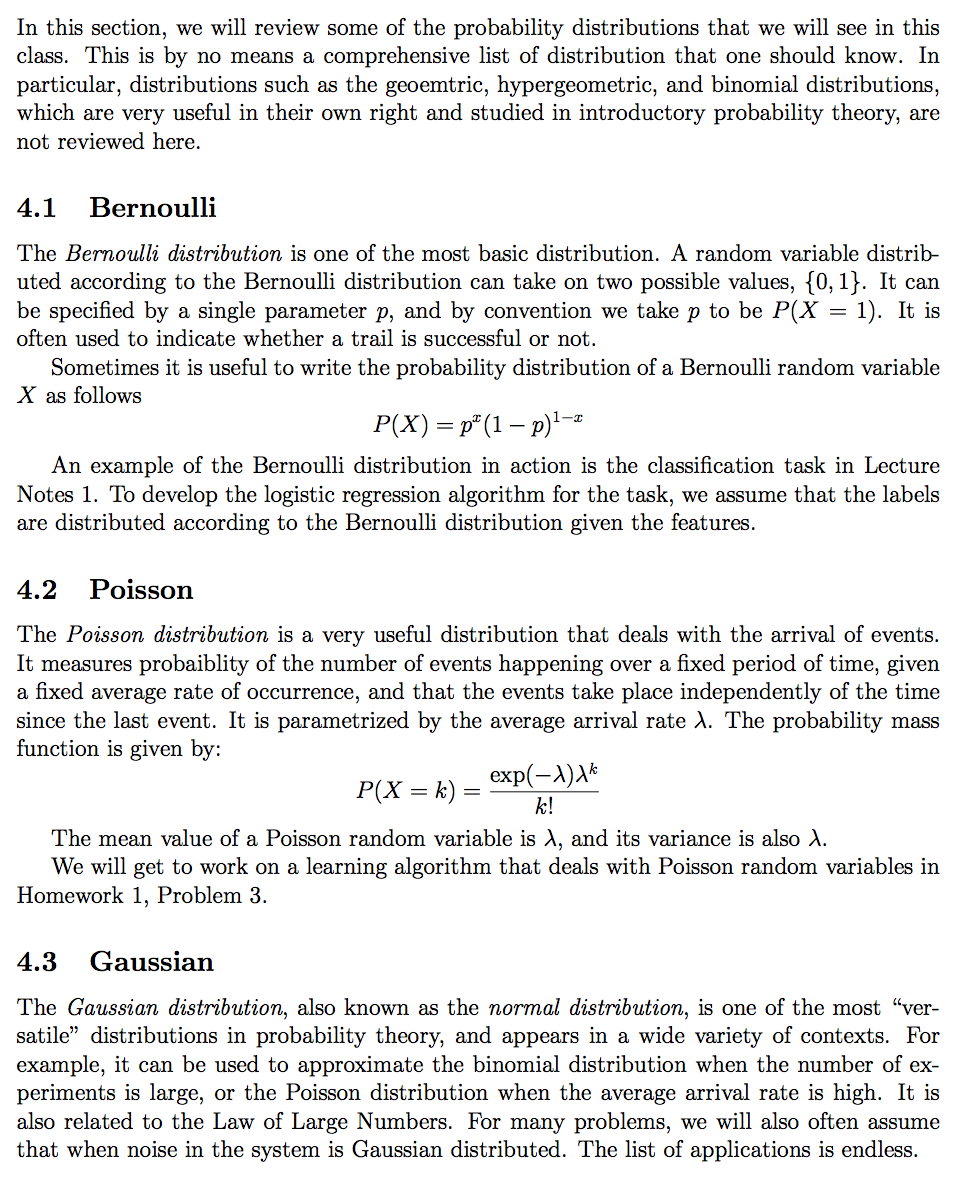 In this section, we will review some of the probability distributions that we will see in this
class. This is by no means a comprehensive list of distribution that one should know. In
particular, distributions such as the geoemtric, hypergeometric, and binomial distributions,
which are very useful in their own right and studied in introductory probability theory, are
not reviewed here.
4.1 Bernoulli
The Bernoulli distribution is one of the most basic distribution. A random variable distrib-
uted according to the Bernoulli distribution can take on two possible values, {0, 1}. It can
be specified by a single parameter p, and by convention we take p to be P(X = 1). It is
often used to indicate whether a trail is successful or not.
Sometimes it is useful to write the probability distribution of a Bernoulli random variable
X as follows
P(X) = p^x(1 − p)^{1−x}
An example of the Bernoulli distribution in action is the classification task in Lecture
Notes 1. To develop the logistic regression algorithm for the task, we assume that the labels
are distributed according to the Bernoulli distribution given the features.
4.2 Poisson
The Poisson distribution is a very useful distribution that deals with the arrival of events.
It measures probaiblity of the number of events happening over a fixed period of time, given
a fixed average rate of occurrence, and that the events take place independently of the time
since the last event. It is parametrized by the average arrival rate λ. The probability mass
function is given by:
P(X = k) = exp(−λ)λ^k / k!
The mean value of a Poisson random variable is λ, and its variance is also λ.
We will get to work on a learning algorithm that deals with Poisson random variables in
Homework 1, Problem 3.
4.3 Gaussian
The Gaussian distribution, also known as the normal distribution, is one of the most “ver-
satile” distributions in probability theory, and appears in a wide variety of contexts. For
example, it can be used to approximate the binomial distribution when the number of ex-
periments is large, or the Poisson distribution when the average arrival rate is high. It is
also related to the Law of Large Numbers. For many problems, we will also often assume
that when noise in the system is Gaussian distributed. The list of applications is endless.